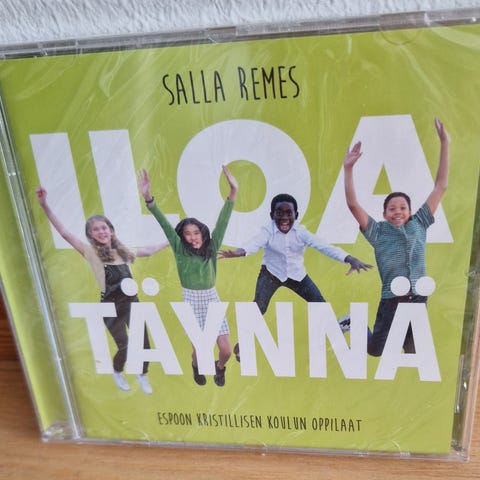 SALLA REMES
ILOA
TÄYNNÄ
ESPOON KRISTILLISEN KOULUN OPPILAAT